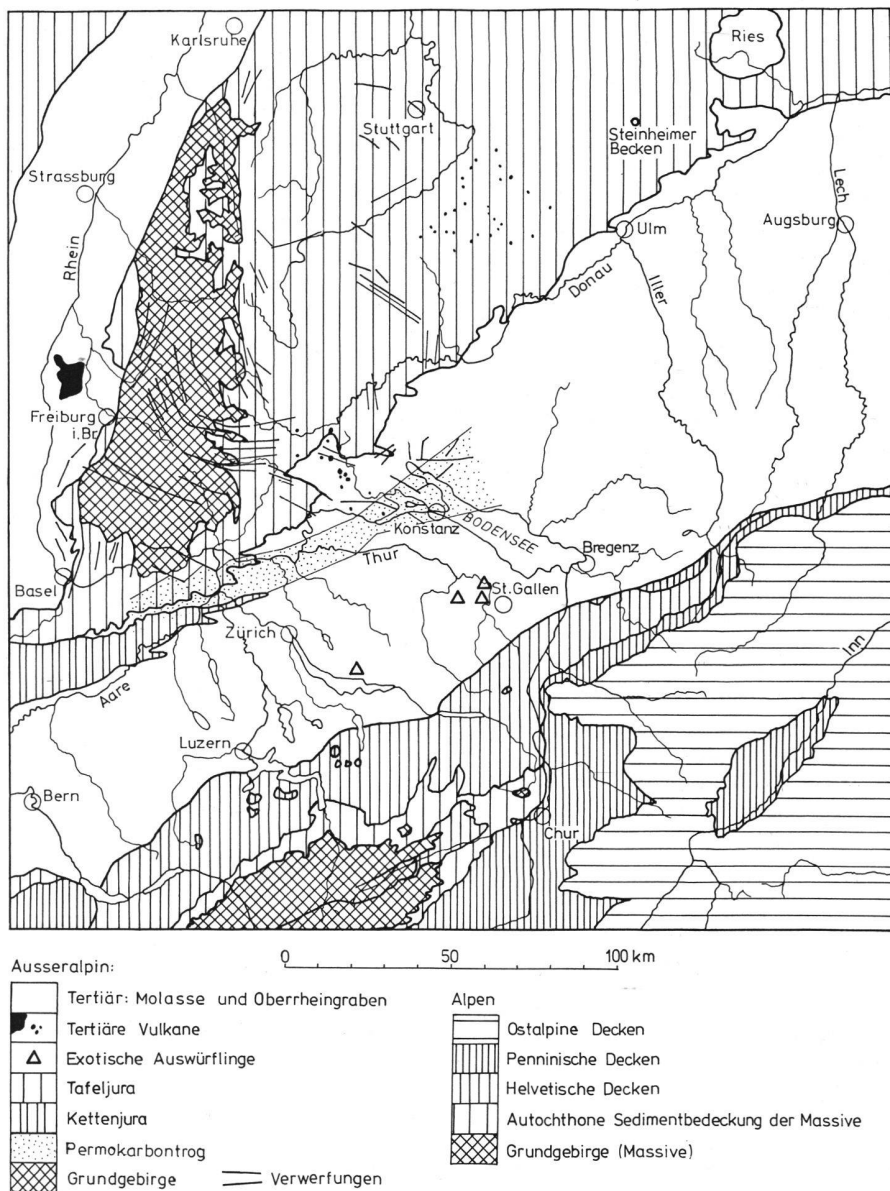 Karlsruhe
Ries
Stuttgart
Steinheimer
Becken
Strassburg
Rhein
Lech
Ulm
Augsburg
Donau
Iller
Freiburg
i.Br.
Konstanz
BODENSEE
Thur
Bregenz
Basel
St.Gallen
Zürich
Inn
Aare
Luzern
Bern
Chur
0 50 100 km
Ausseralpin:
Tertiär: Molasse und Oberrheingraben
Tertiäre Vulkane
Exotische Auswürflinge
Tafeljura
Kettenjura
Permokarbontrog
Grundgebirge
Verwerfungen
Alpen
Ostalpine Decken
Penninische Decken
Helvetische Decken
Autochthone Sedimentbedeckung der Massive
Grundgebirge (Massive)